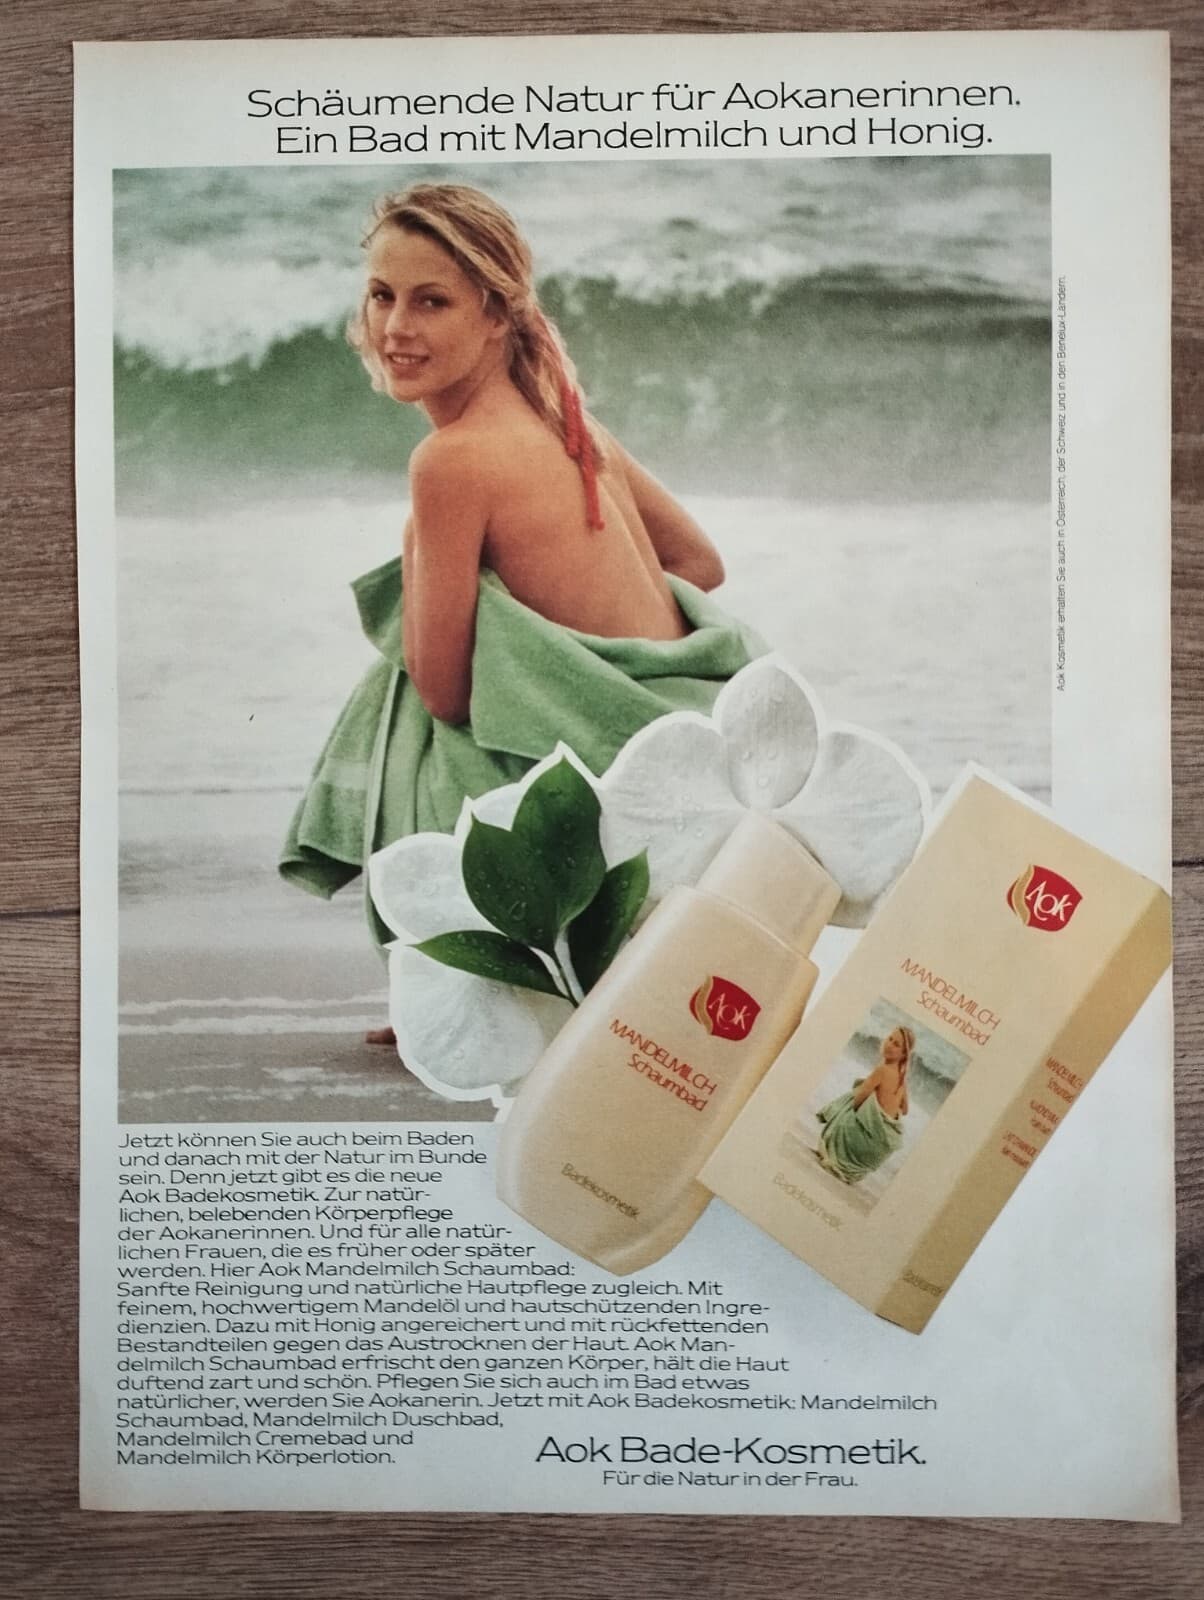 Schäumende Natur für Aokanerinnen.
Ein Bad mit Mandelmilch und Honig.
Aok Kosmetik erhalten Sie auch in Österreich, der Schweiz und in den Benelux-Ländern.
Aok
MANDELMILCH
Schaumbad
Badekosmetik
Aok
MANDELMILCH
Schaumbad
Badekosmetik
MANDELMILCH
Schaumbad
Jetzt können Sie auch beim Baden
und danach mit der Natur im Bunde
sein. Denn jetzt gibt es die neue
Aok Badekosmetik. Zur natür-
lichen, belebenden Körperpflege
der Aokanerinnen. Und für alle natür-
lichen Frauen, die es früher oder später
werden. Hier Aok Mandelmilch Schaumbad:
Sanfte Reinigung und natürliche Hautpflege zugleich. Mit
feinem, hochwertigem Mandelöl und hautschützenden Ingre-
dienzien. Dazu mit Honig angereichert und mit rückfettenden
Bestandteilen gegen das Austrocknen der Haut. Aok Man-
delmilch Schaumbad erfrischt den ganzen Körper, hält die Haut
duftend zart und schön. Pflegen Sie sich auch im Bad etwas
natürlicher, werden Sie Aokanerin. Jetzt mit Aok Badekosmetik: Mandelmilch
Schaumbad, Mandelmilch Duschbad,
Mandelmilch Cremebad und
Mandelmilch Körperlotion.
Aok Bade-Kosmetik.
Für die Natur in der Frau.